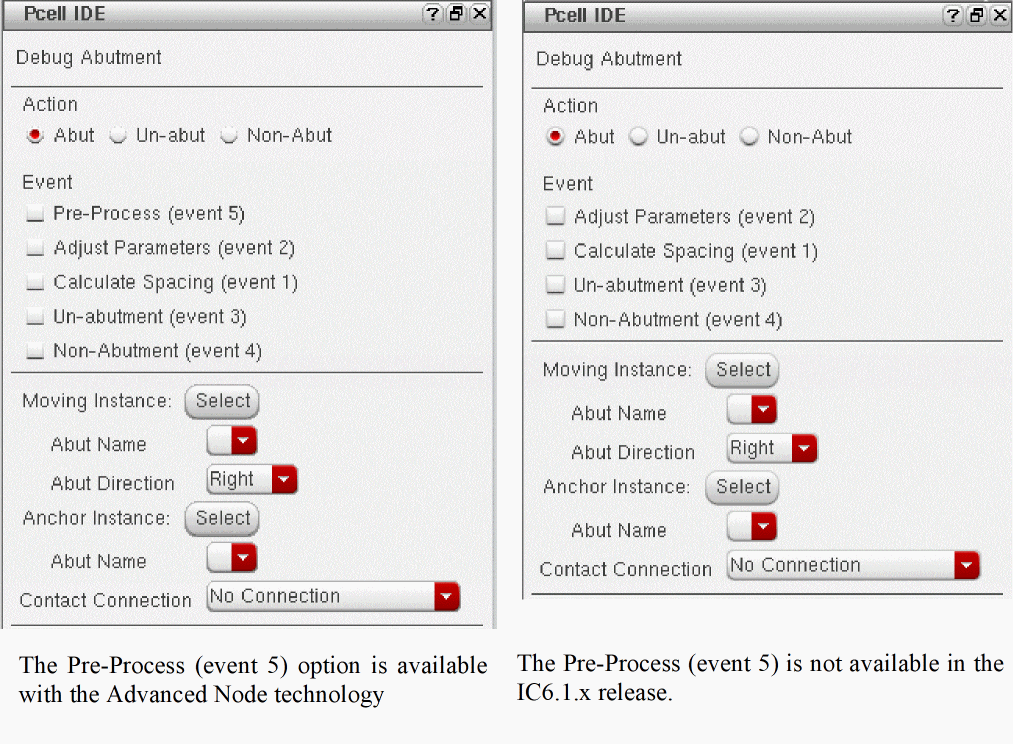 Pcell IDE
Debug Abutment
Action
Abut Un-abut Non-Abut
Event
Pre-Process (event 5)
Adjust Parameters (event 2)
Calculate Spacing (event 1)
Un-abutment (event 3)
Non-Abutment (event 4)
Moving Instance: Select
Abut Name
Abut Direction Right
Anchor Instance: Select
Abut Name
Contact Connection No Connection
The Pre-Process (event 5) option is available
with the Advanced Node technology
Pcell IDE
Debug Abutment
Action
Abut Un-abut Non-Abut
Event
Adjust Parameters (event 2)
Calculate Spacing (event 1)
Un-abutment (event 3)
Non-Abutment (event 4)
Moving Instance: Select
Abut Name
Abut Direction Right
Anchor Instance: Select
Abut Name
Contact Connection No Connection
The Pre-Process (event 5) is not available in the
IC6.1.x release.